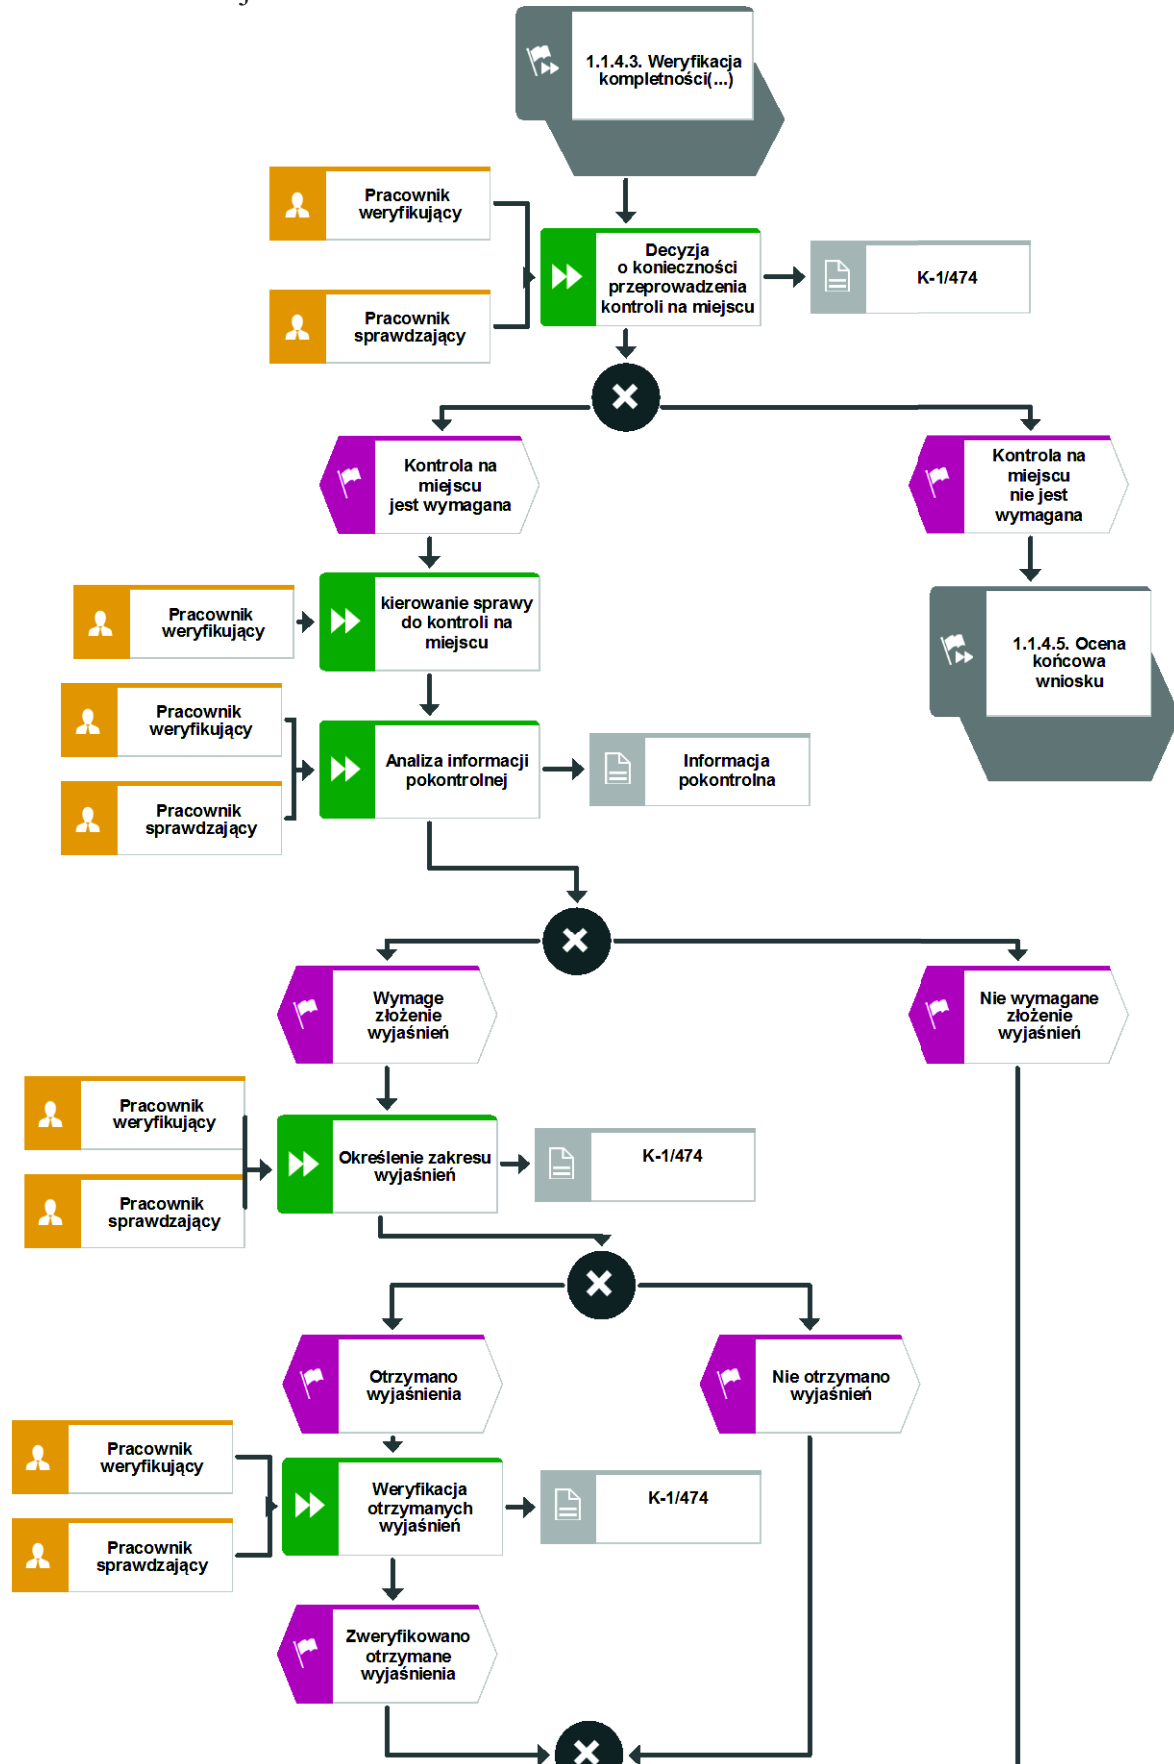 1.1.4.3. Weryfikacja
kompletności(...)
Pracownik
weryfikujący
Decyzja
o konieczności
przeprowadzenia
kontroli na miejscu
K-1/474
Pracownik
sprawdzający
Kontrola na
miejscu
jest wymagana
Kontrola na
miejscu
nie jest
wymagana
Pracownik
weryfikujący
kierowanie sprawy
do kontroli na
miejscu
1.1.4.5. Ocena
końcowa
wniosku
Pracownik
weryfikujący
Analiza informacji
pokontrolnej
Informacja
pokontrolna
Pracownik
sprawdzający
Wymage
złożenie
wyjaśnień
Nie wymagane
złożenie
wyjaśnień
Pracownik
weryfikujący
Określenie zakresu
wyjaśnień
K-1/474
Pracownik
sprawdzający
Otrzymano
wyjaśnienia
Nie otrzymano
wyjaśnień
Pracownik
weryfikujący
Weryfikacja
otrzymanych
wyjaśnień
K-1/474
Pracownik
sprawdzający
Zweryfikowano
otrzymane
wyjaśnienia